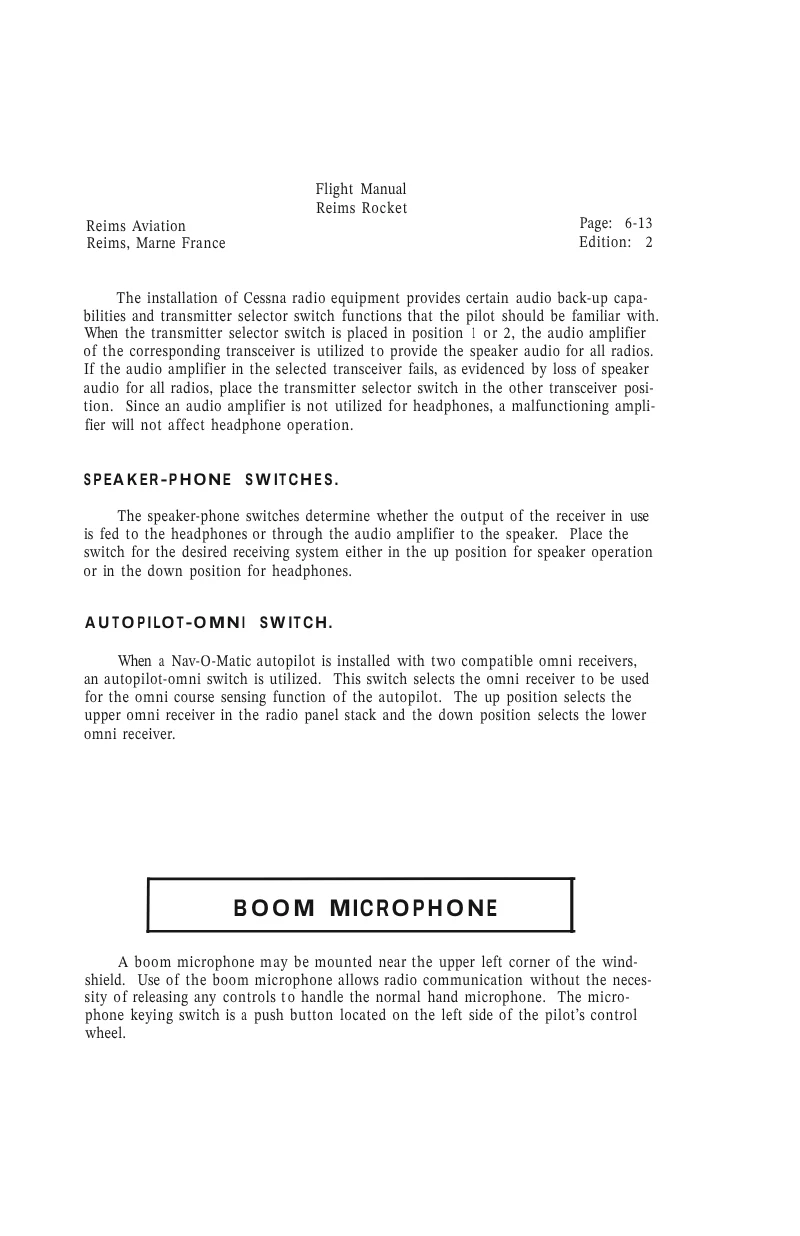 Flight Manual
Reims Rocket
Reims Aviation
Reims, Marne France
Page: 6-13
Edition: 2
The installation of Cessna radio equipment provides certain audio back-up capa-
bilities and transmitter selector switch functions that the pilot should be familiar with.
When the transmitter selector switch is placed in position 1 or 2, the audio amplifier
of the corresponding transceiver is utilized to provide the speaker audio for all radios.
If the audio amplifier in the selected transceiver fails, as evidenced by loss of speaker
audio for all radios, place the transmitter selector switch in the other transceiver posi-
tion. Since an audio amplifier is not utilized for headphones, a malfunctioning ampli-
fier will not affect headphone operation.
SPEAKER-PHONE SWITCHES.
The speaker-phone switches determine whether the output of the receiver in use
is fed to the headphones or through the audio amplifier to the speaker. Place the
switch for the desired receiving system either in the up position for speaker operation
or in the down position for headphones.
AUTOPILOT-OMNI SWITCH.
When a Nav-O-Matic autopilot is installed with two compatible omni receivers,
an autopilot-omni switch is utilized. This switch selects the omni receiver to be used
for the omni course sensing function of the autopilot. The up position selects the
upper omni receiver in the radio panel stack and the down position selects the lower
omni receiver.
BOOM MICROPHONE
A boom microphone may be mounted near the upper left corner of the wind-
shield. Use of the boom microphone allows radio communication without the neces-
sity of releasing any controls to handle the normal hand microphone. The micro-
phone keying switch is a push button located on the left side of the pilot's control
wheel.